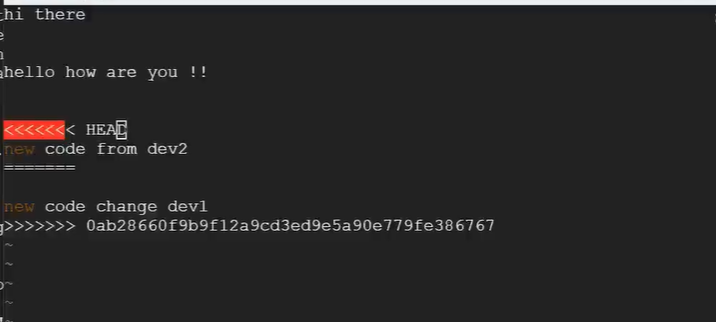 hi there
hello how are you !!
<<<<<<< HEAD
new code from dev2
=======
new code change dev1
>>>>>>> 0ab28660f9b9f12a9cd3ed9e5a90e779fe386767
~
~
~
~
~